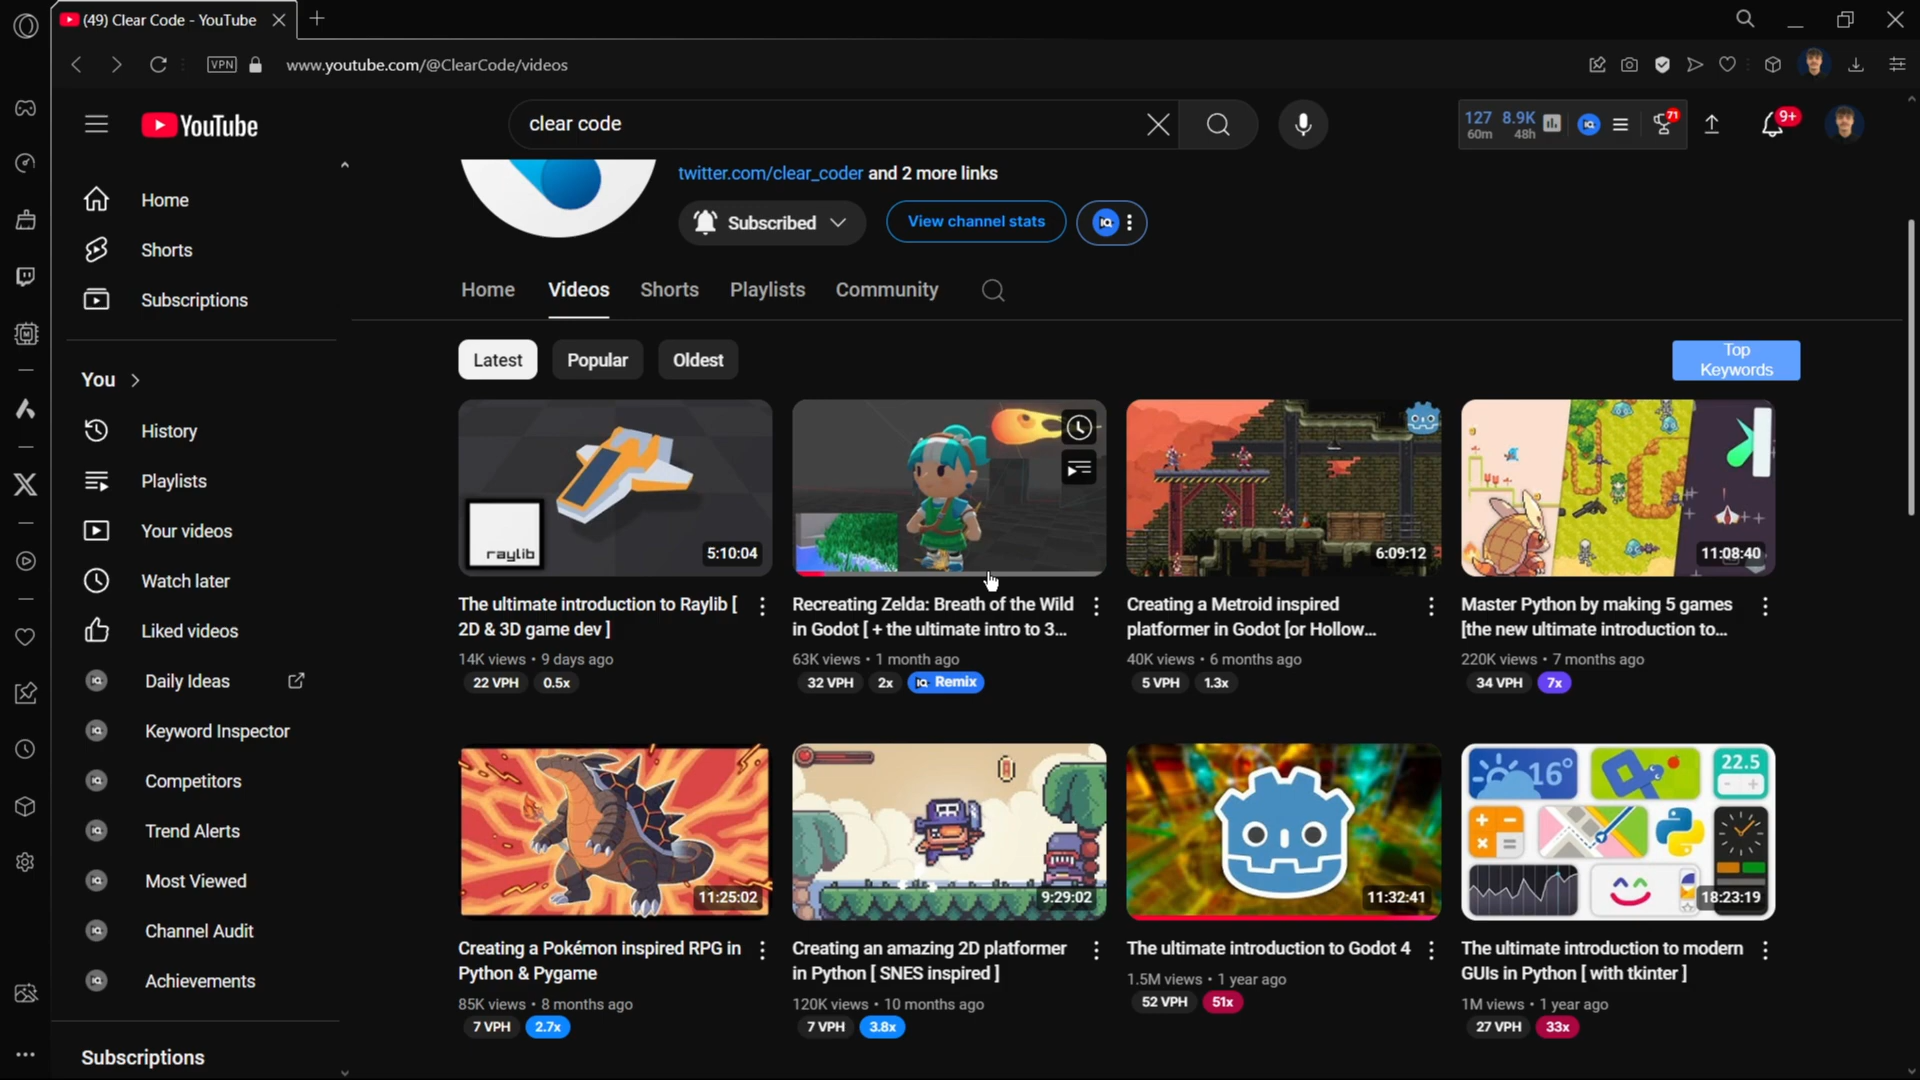 (49) Clear Code - YouTube
VPN
www.youtube.com/@ClearCode/videos
YouTube
clear code
127 8.9K
60m 48h
71
9+
Home
Shorts
Subscriptions
You
History
Playlists
Your videos
Watch later
Liked videos
Daily Ideas
Keyword Inspector
Competitors
Trend Alerts
Most Viewed
Channel Audit
Achievements
Subscriptions
twitter.com/clear_coder and 2 more links
Subscribed
View channel stats
Home Videos Shorts Playlists Community
Latest Popular Oldest
Top
Keywords
raylib
5:10:04
The ultimate introduction to Raylib [
2D & 3D game dev ]
14K views • 9 days ago
22 VPH 0.5x
Recreating Zelda: Breath of the Wild
in Godot [ + the ultimate intro to 3...
63K views • 1 month ago
32 VPH 2x Remix
6:09:12
Creating a Metroid inspired
platformer in Godot [or Hollow...
40K views • 6 months ago
5 VPH 1.3x
11:08:40
Master Python by making 5 games
[the new ultimate introduction to...
220K views • 7 months ago
34 VPH 7x
11:25:02
Creating a Pokémon inspired RPG in
Python & Pygame
85K views • 8 months ago
7 VPH 2.7x
9:29:02
Creating an amazing 2D platformer
in Python [ SNES inspired ]
120K views • 10 months ago
7 VPH 3.8x
11:32:41
The ultimate introduction to Godot 4
1.5M views • 1 year ago
52 VPH 51x
16°
22.5
18:23:19
The ultimate introduction to modern
GUIs in Python [ with tkinter ]
1M views • 1 year ago
27 VPH 33x